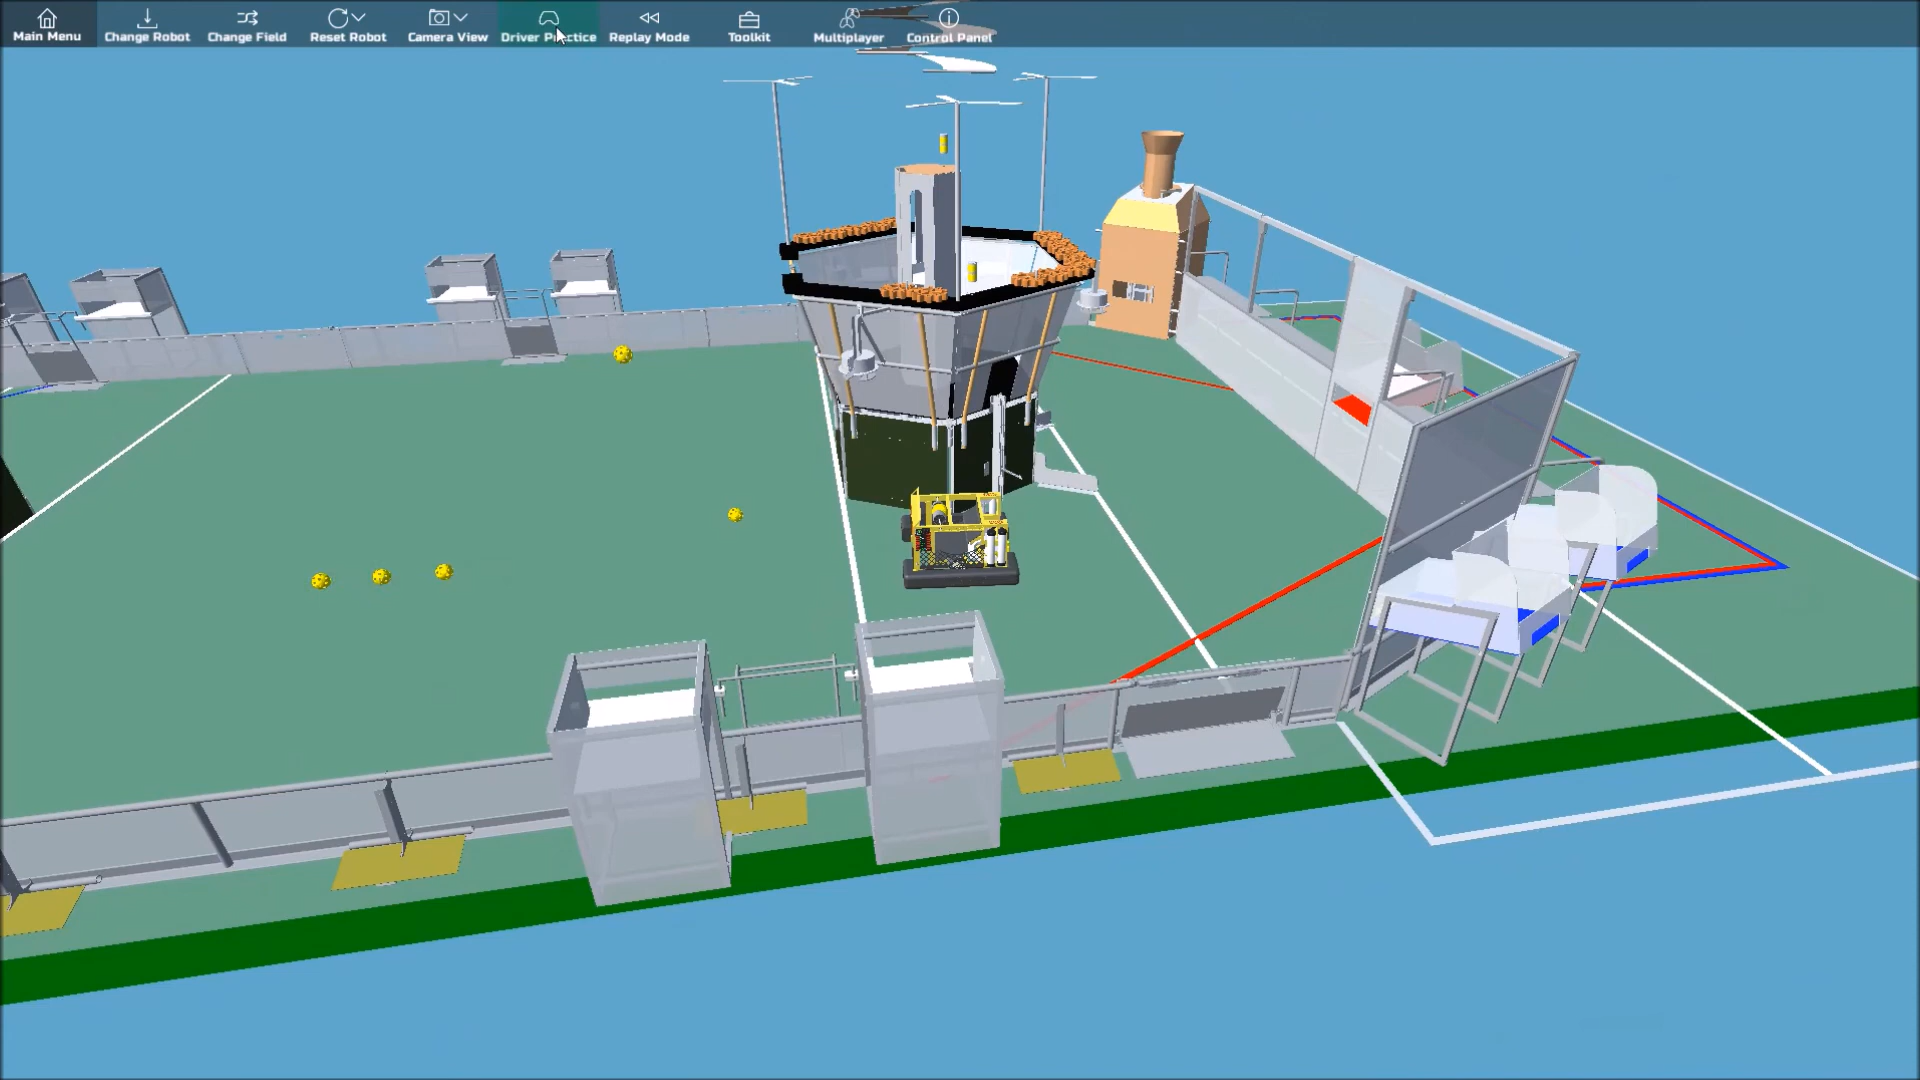 Main Menu
Change Robot
Change Field
Reset Robot
Camera View
Driver Practice
Replay Mode
Toolkit
Multiplayer
Control Panel